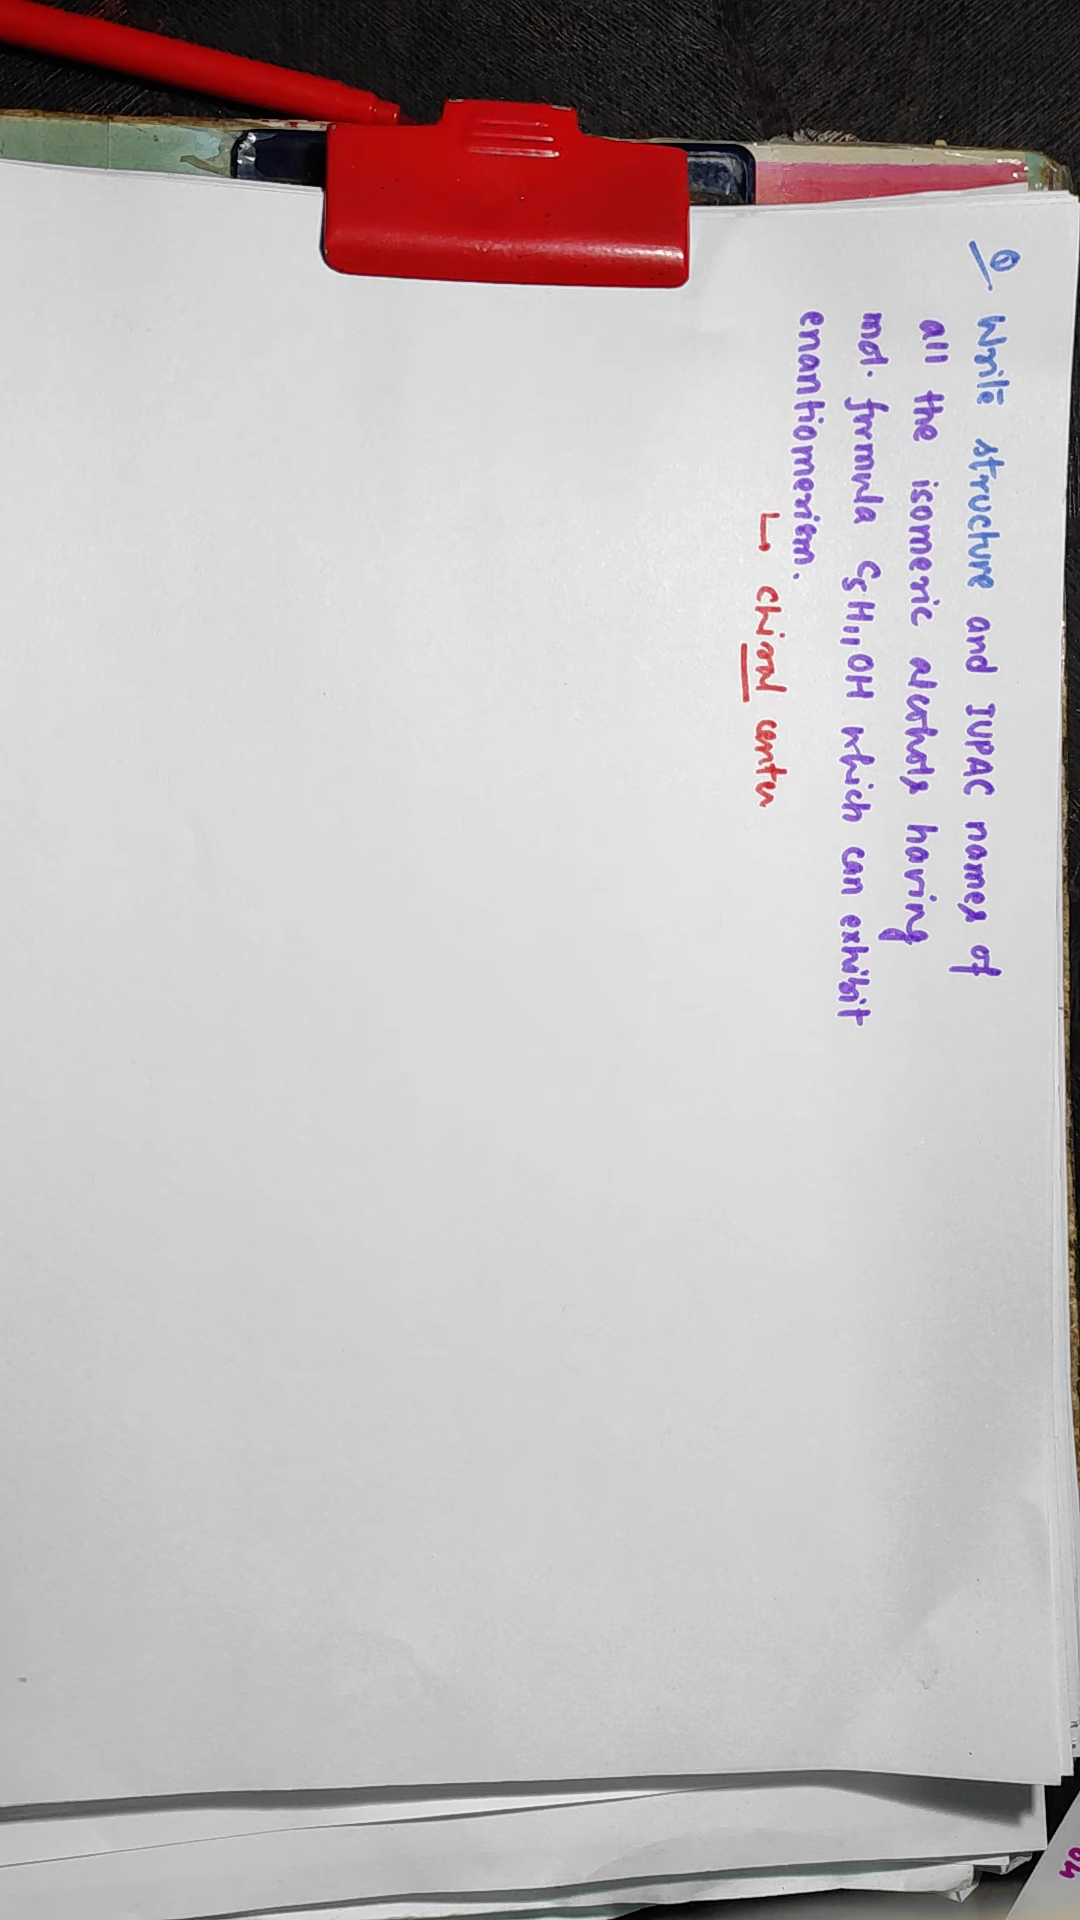 Q Write structure and IUPAC names of
all the isomeric alcohols having
mol. formula C5H11OH which can exhibit
enantiomerism.
↳ chiral center